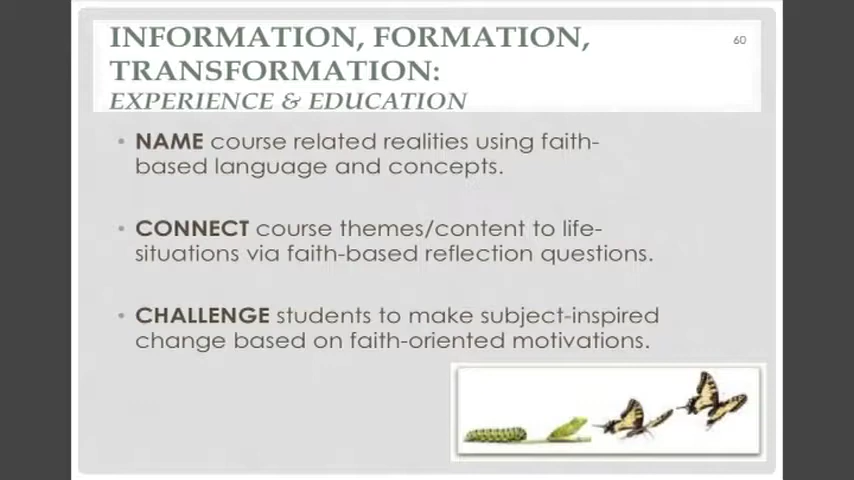 INFORMATION, FORMATION,
60
TRANSFORMATION:
EXPERIENCE & EDUCATION
• NAME course related realities using faith-
based language and concepts.
• CONNECT course themes/content to life-
situations via faith-based reflection questions.
• CHALLENGE students to make subject-inspired
change based on faith-oriented motivations.